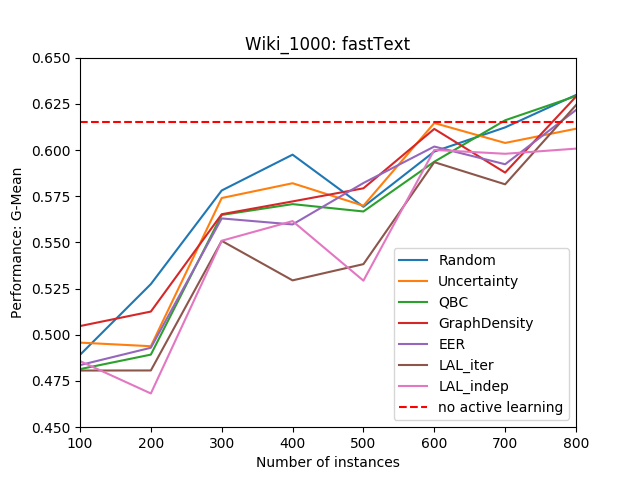 Wiki_1000: fastText
0.650
0.625
0.600
0.575
0.550
0.525
0.500
0.475
0.450
Performance: G-Mean
Random
Uncertainty
QBC
GraphDensity
EER
LAL_iter
LAL_indep
no active learning
100 200 300 400 500 600 700 800
Number of instances